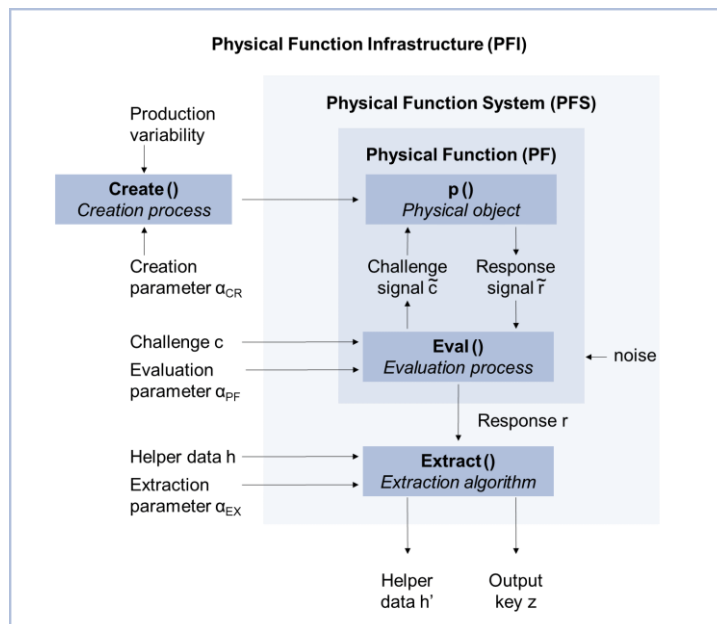 Physical Function Infrastructure (PFI)
Physical Function System (PFS)
Production
variability
Physical Function (PF)
Create()
Creation process
p()
Physical object
Creation
parameter αCR
Challenge
signal c̃
Response
signal r̃
Challenge c
Evaluation
parameter αPF
Eval()
Evaluation process
noise
Response r
Helper data h
Extraction
parameter αEX
Extract()
Extraction algorithm
Helper
data h’
Output
key z